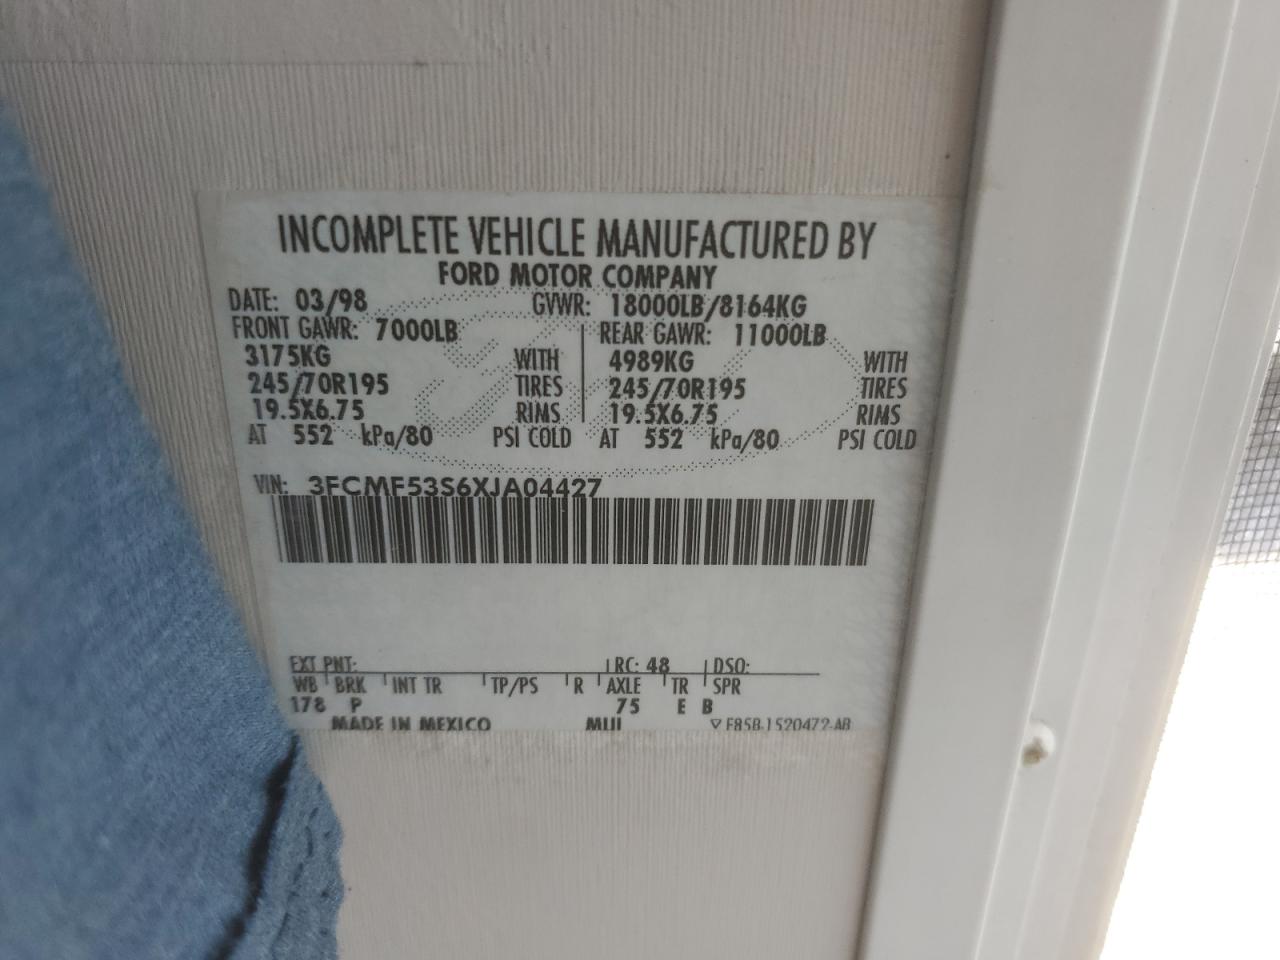 INCOMPLETE VEHICLE MANUFACTURED BY
FORD MOTOR COMPANY
DATE: 03/98 GVWR: 18000LB/8164KG
FRONT GAWR: 7000LB REAR GAWR: 11000LB
3175KG WITH 4989KG WITH
245/70R195 TIRES 245/70R195 TIRES
19.5X6.75 RIMS 19.5X6.75 RIMS
AT 552 kPa/80 PSI COLD AT 552 kPa/80 PSI COLD
VIN: 3FCMF53S6XJA04427
EXT PNT: RC: 48 DSO:
WB BRK INT TR TP/PS R AXLE TR SPR
178 P 75 E B
MADE IN MEXICO MUI F85B-1520472-AB